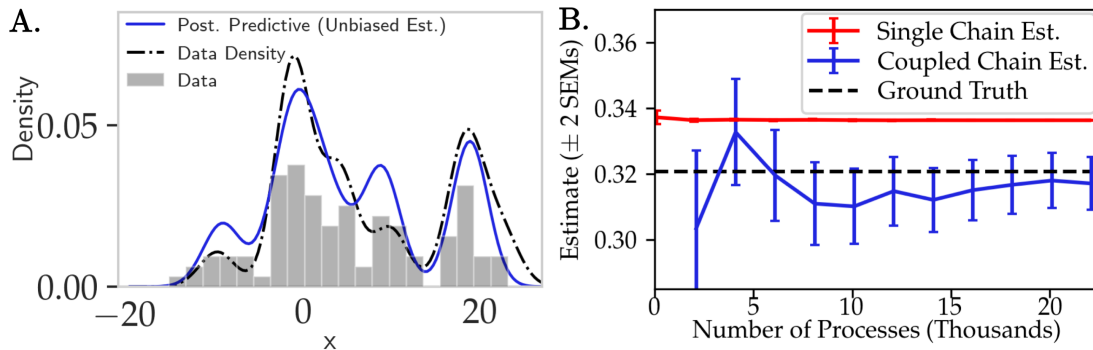 A.
Post. Predictive (Unbiased Est.)
Data Density
Data
Density
0.05
0.00
−20
0
20
x
B.
Single Chain Est.
Coupled Chain Est.
Ground Truth
Estimate (± 2 SEMs)
0.36
0.34
0.32
0.30
0
5
10
15
20
Number of Processes (Thousands)